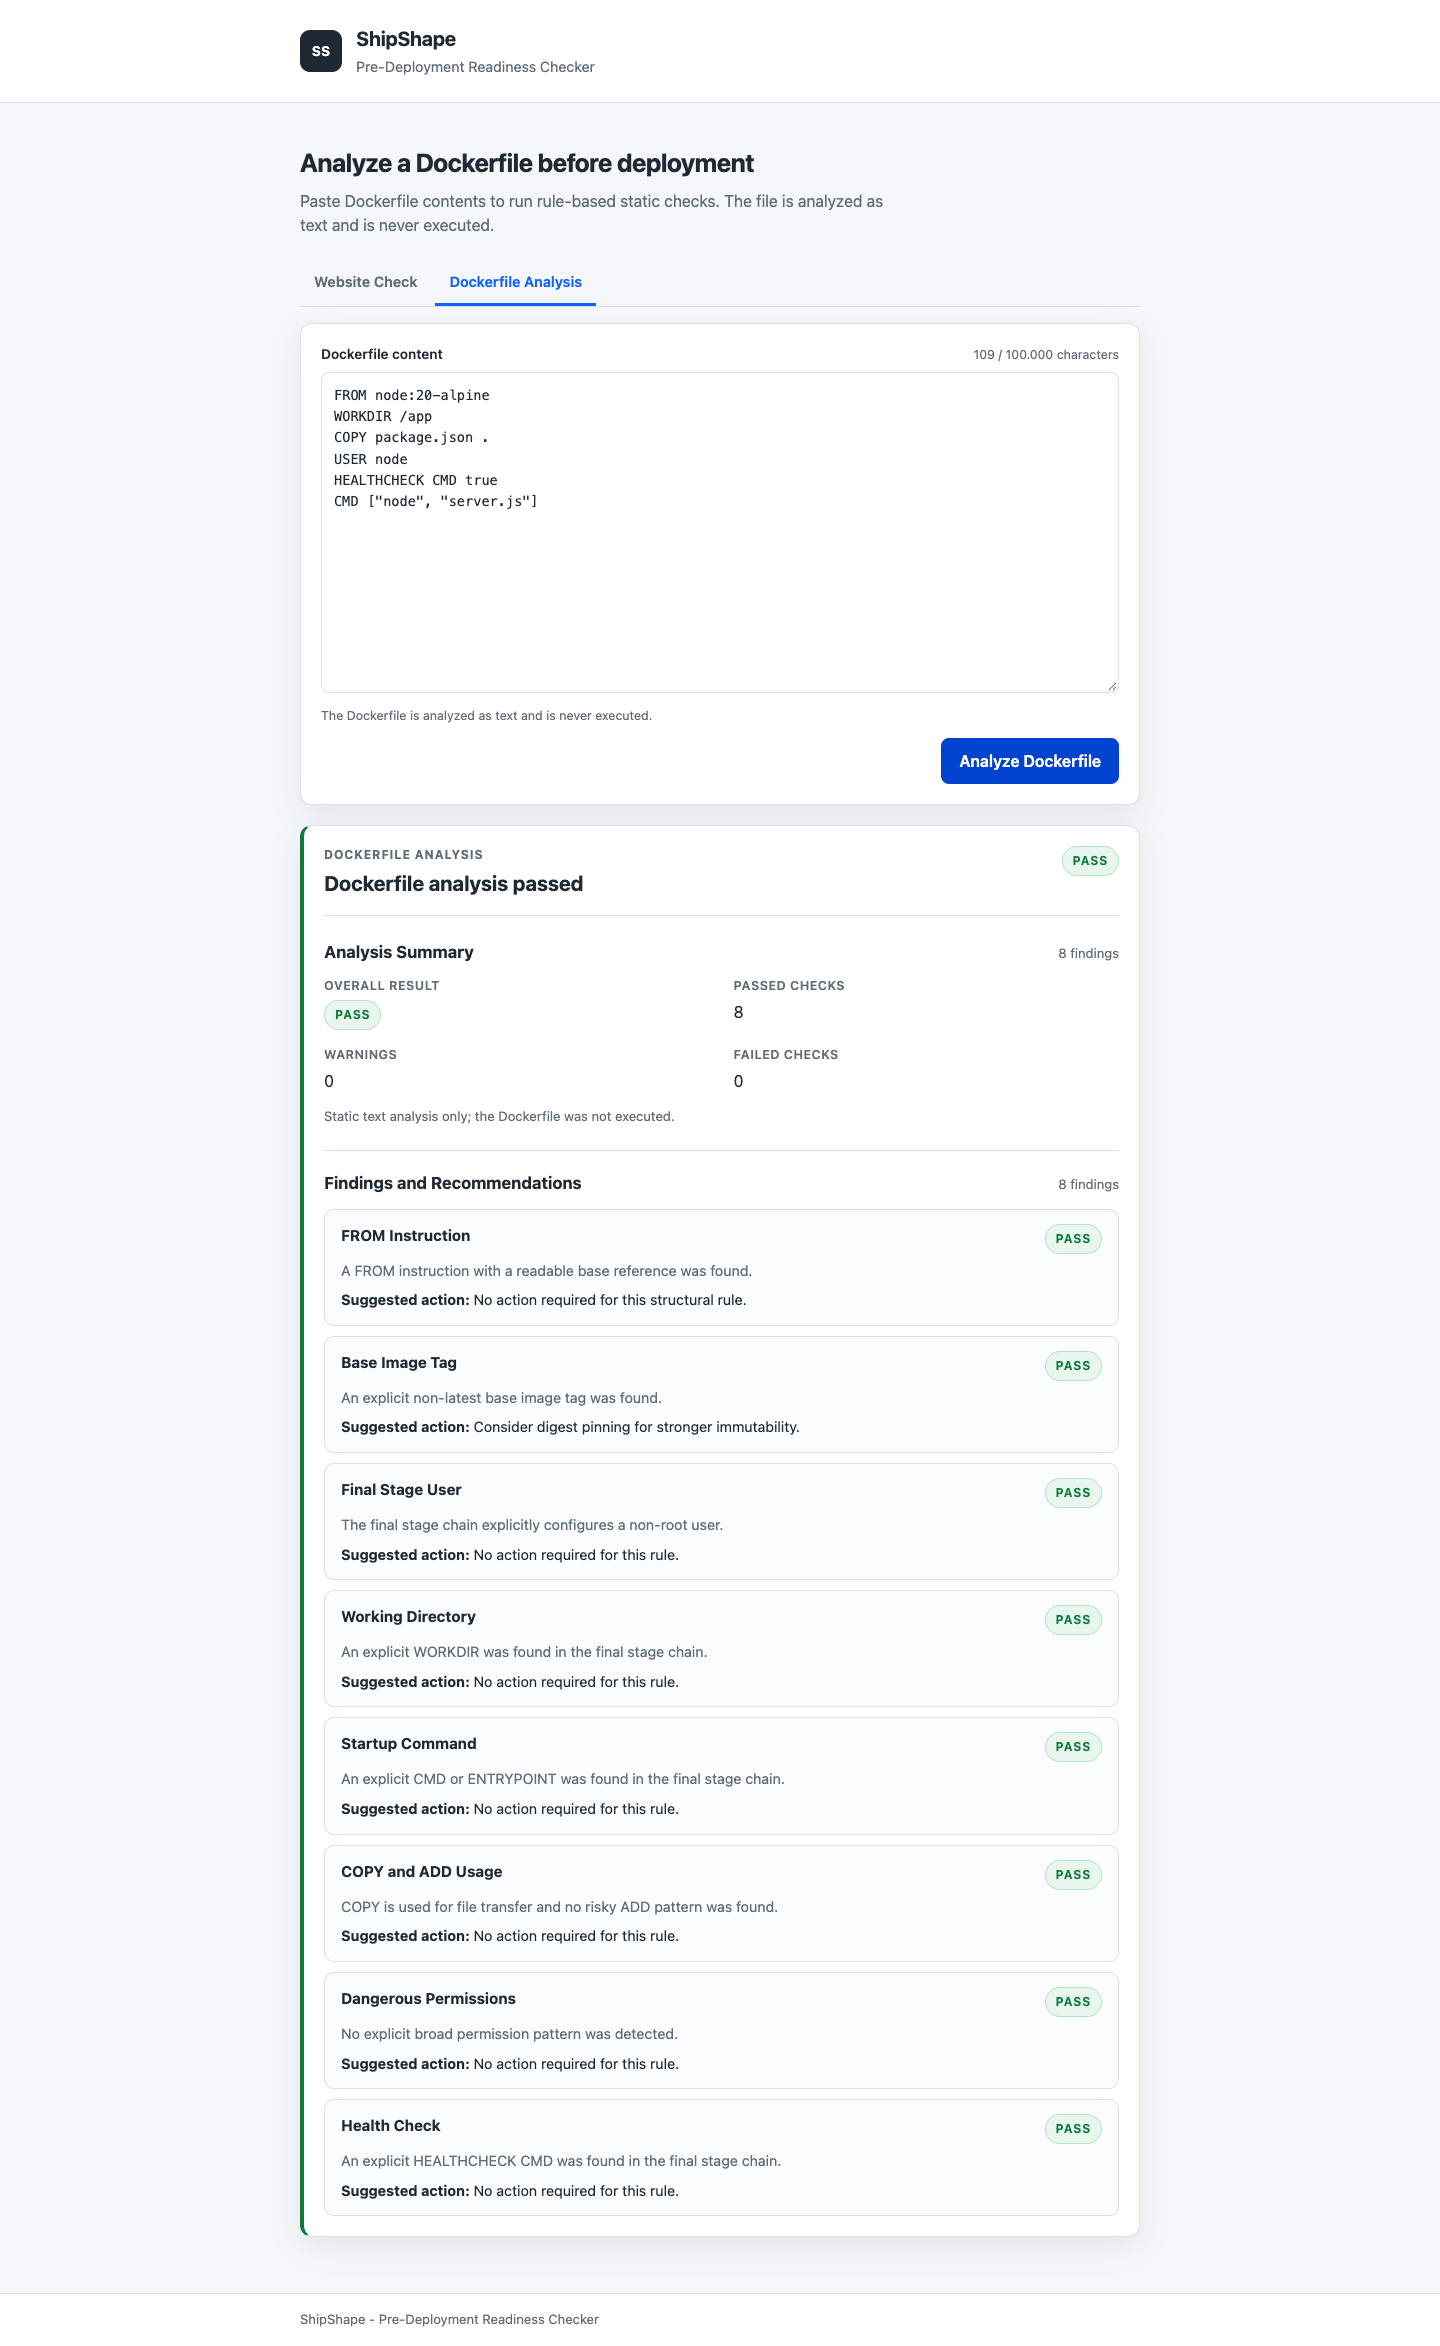 SS
ShipShape
Pre-Deployment Readiness Checker
Analyze a Dockerfile before deployment
Paste Dockerfile contents to run rule-based static checks. The file is analyzed as
text and is never executed.
Website Check
Dockerfile Analysis
Dockerfile content
109 / 100.000 characters
FROM node:20-alpine
WORKDIR /app
COPY package.json .
USER node
HEALTHCHECK CMD true
CMD ["node", "server.js"]
The Dockerfile is analyzed as text and is never executed.
Analyze Dockerfile
DOCKERFILE ANALYSIS
Dockerfile analysis passed
PASS
Analysis Summary
8 findings
OVERALL RESULT
PASS
PASSED CHECKS
8
WARNINGS
0
FAILED CHECKS
0
Static text analysis only; the Dockerfile was not executed.
Findings and Recommendations
8 findings
FROM Instruction
PASS
A FROM instruction with a readable base reference was found.
Suggested action: No action required for this structural rule.
Base Image Tag
PASS
An explicit non-latest base image tag was found.
Suggested action: Consider digest pinning for stronger immutability.
Final Stage User
PASS
The final stage chain explicitly configures a non-root user.
Suggested action: No action required for this rule.
Working Directory
PASS
An explicit WORKDIR was found in the final stage chain.
Suggested action: No action required for this rule.
Startup Command
PASS
An explicit CMD or ENTRYPOINT was found in the final stage chain.
Suggested action: No action required for this rule.
COPY and ADD Usage
PASS
COPY is used for file transfer and no risky ADD pattern was found.
Suggested action: No action required for this rule.
Dangerous Permissions
PASS
No explicit broad permission pattern was detected.
Suggested action: No action required for this rule.
Health Check
PASS
An explicit HEALTHCHECK CMD was found in the final stage chain.
Suggested action: No action required for this rule.
ShipShape - Pre-Deployment Readiness Checker